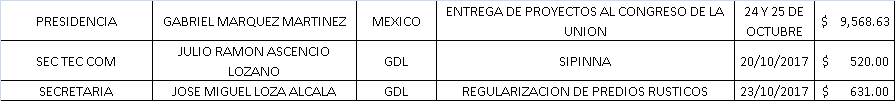 PRESIDENCIA GABRIEL MARQUEZ MARTINEZ MEXICO ENTREGA DE PROYECTOS AL CONGRESO DE LA UNION 24 Y 25 DE OCTUBRE $ 9,568.63
SEC TEC COM JULIO RAMON ASCENCIO LOZANO GDL SIPINNA 20/10/2017 $ 520.00
SECRETARIA JOSE MIGUEL LOZA ALCALA GDL REGULARIZACION DE PREDIOS RUSTICOS 23/10/2017 $ 631.00